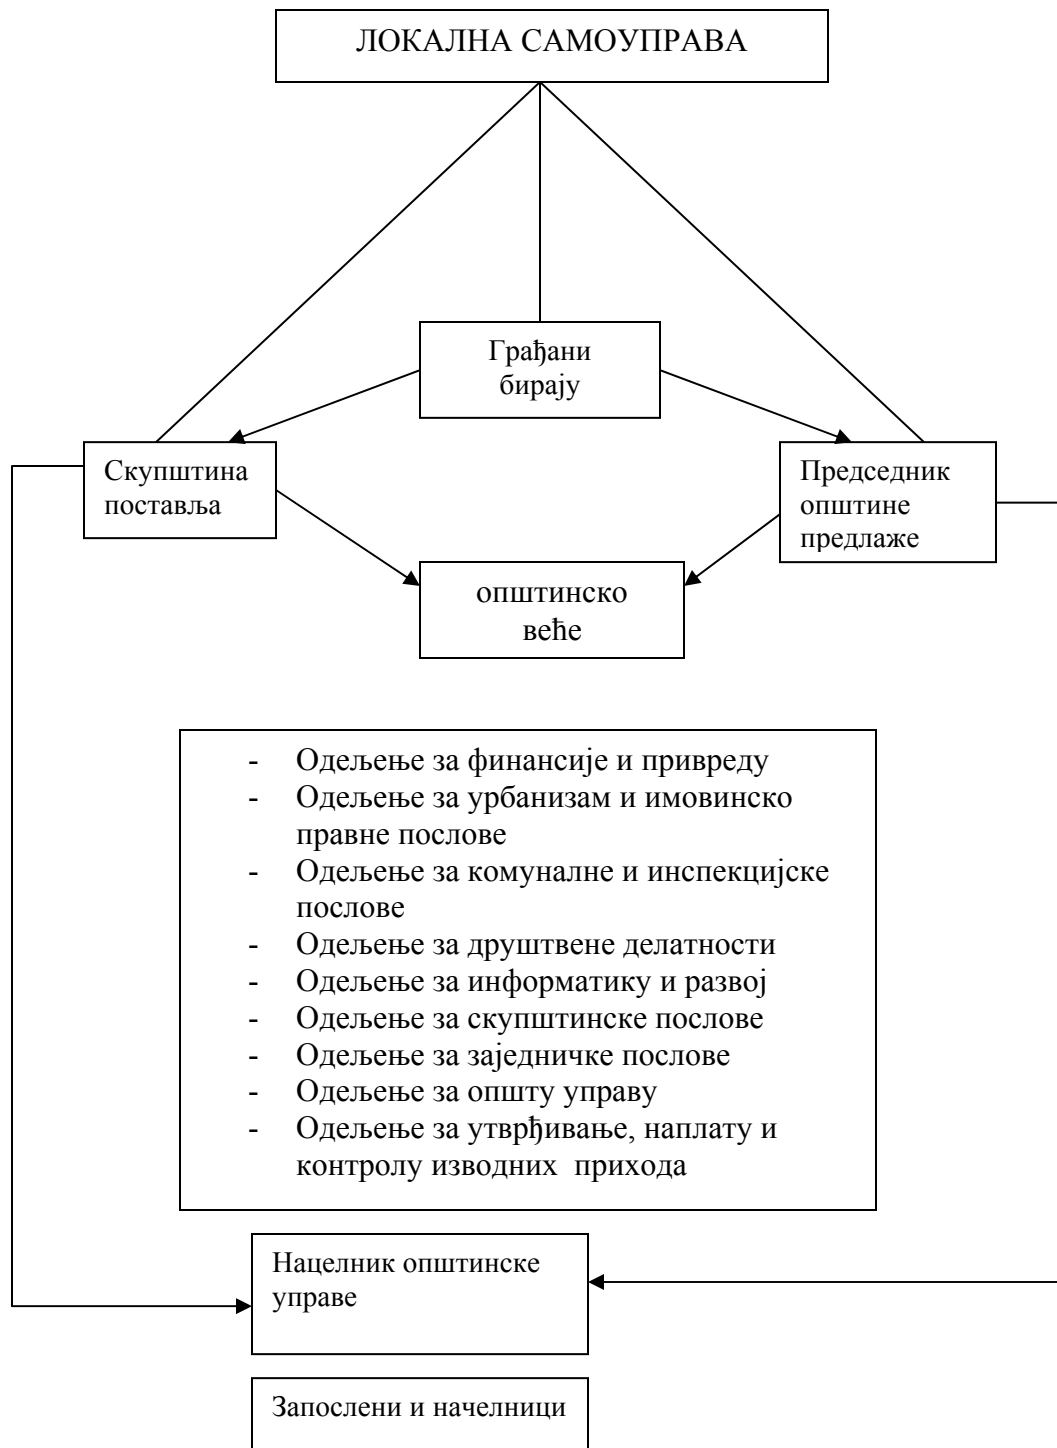 ЛОКАЛНА САМОУПРАВА
Грађани
бирају
Скупштина
поставља
Председник
општине
предлаже
општинско
веће
- Одељење за финансије и привреду
- Одељење за урбанизам и имовинско
правне послове
- Одељење за комуналне и инспекцијске
послове
- Одељење за друштвене делатности
- Одељење за информатику и развој
- Одељење за скупштинске послове
- Одељење за заједничке послове
- Одељење за општу управу
- Одељење за утврђивање, наплату и
контролу изводних прихода
Нацелник општинске
управе
Запослени и начелници